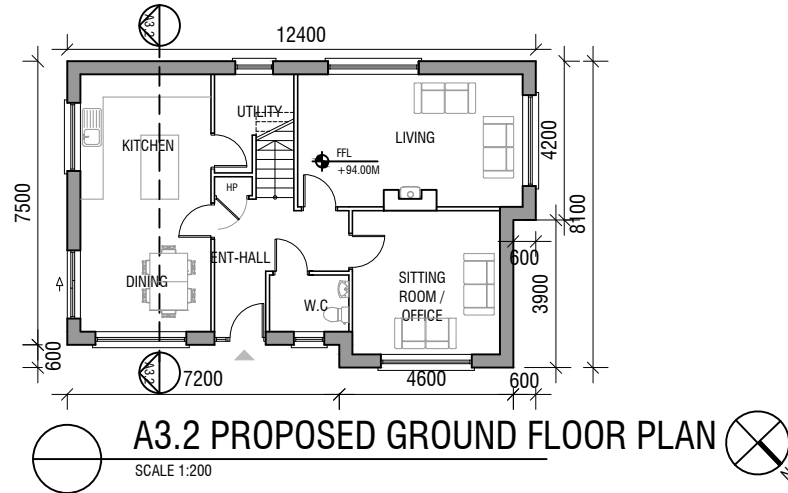 A3.2
12400
UTILITY
KITCHEN
LIVING
FFL
+94.00M
4200
HP
7500
8100
ENT-HALL
600
DINING
SITTING
ROOM /
OFFICE
W.C
3900
600
A3.2
7200
4600
600
A3.2 PROPOSED GROUND FLOOR PLAN
SCALE 1:200
N